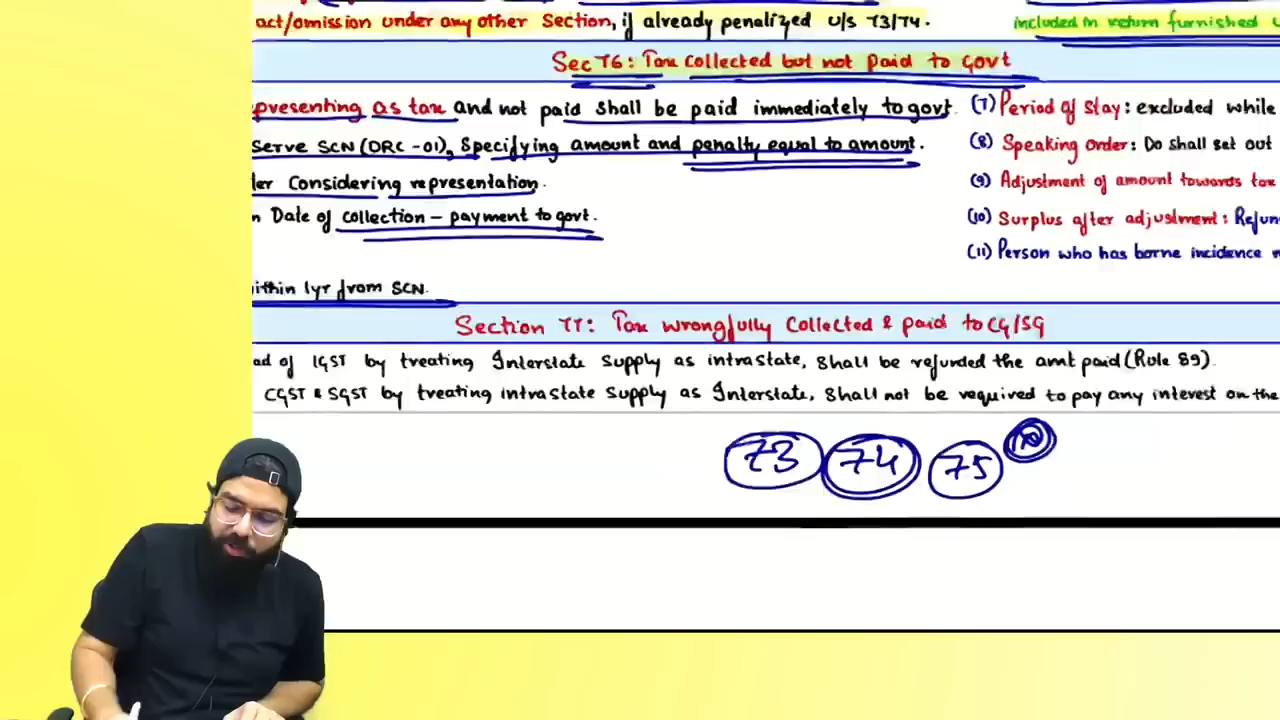 act/omission under any other Section, if already penalized u/s 73/74.
included in return furnished
Sec 76: Tax collected but not paid to Govt
presenting as tax and not paid shall be paid immediately to govt.
serve SCN (DRC-01), Specifying amount and penalty equal to amount.
Considering representation.
Date of collection – payment to govt.
within 1yr from SCN.
(7) Period of stay: excluded while
(8) Speaking order: Do shall set out
(9) Adjustment of amount towards tax
(10) Surplus after adjustment: Refun
(11) Person who has borne incidence
Section 77: Tax wrongfully Collected & paid to CG/SG
ad of IGST by treating Interstate Supply as intrastate, shall be refunded the amt paid (Rule 89).
CGST & SGST by treating intrastate supply as Interstate, shall not be required to pay any interest on the
73 74 75